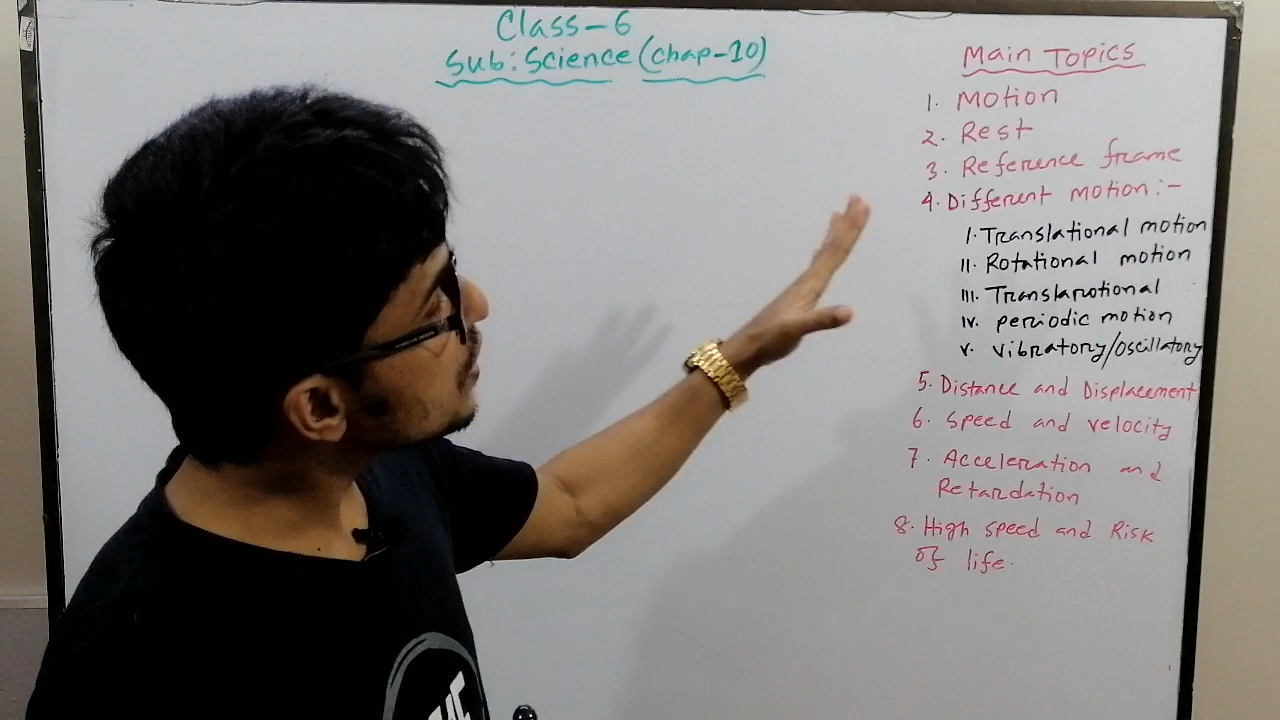 Class-6
Sub: Science (chap-10)
Main Topics
1. Motion
2. Rest
3. Reference frame
4. Different motion:-
I. Translational motion
II. Rotational motion
III. Translarotional
IV. periodic motion
V. vibratory/oscillatory
5. Distance and Displacement
6. Speed and velocity
7. Acceleration and
Retardation
8. High speed and Risk
of life.